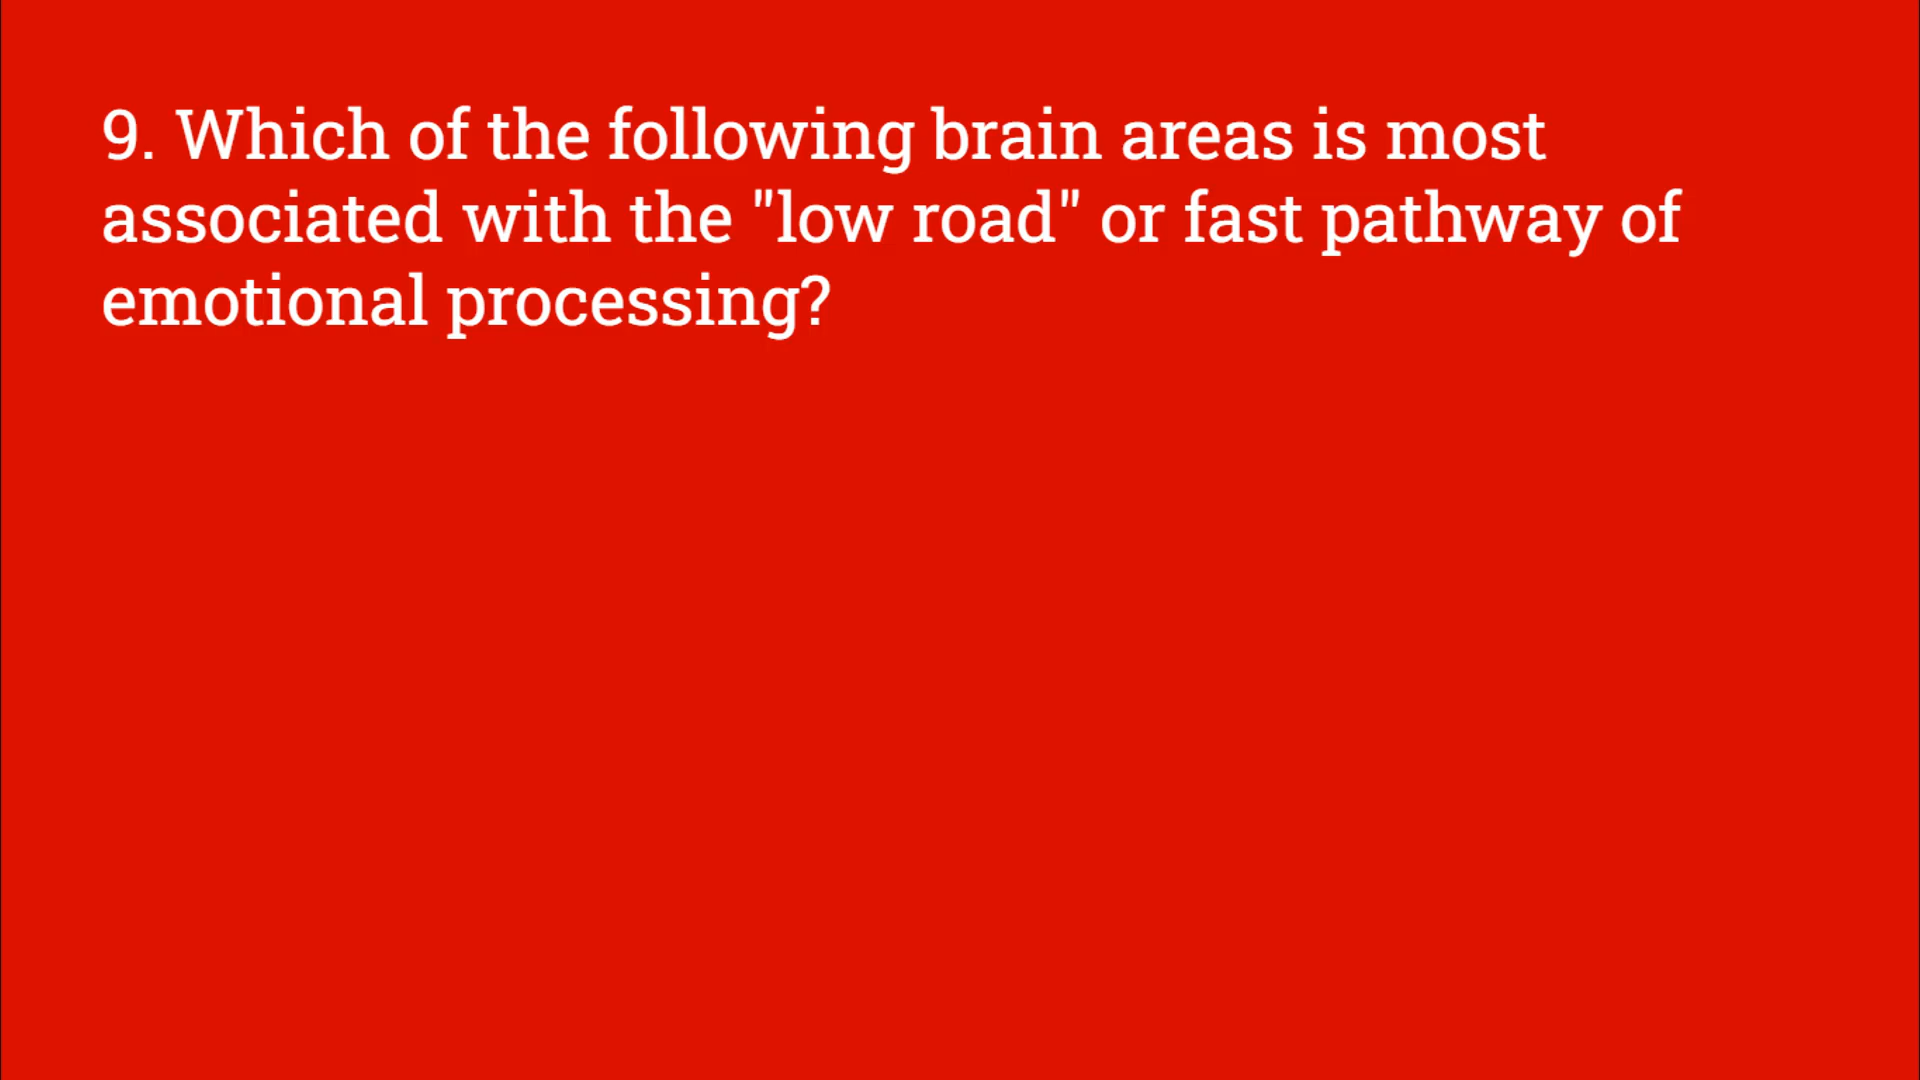 9. Which of the following brain areas is most
associated with the "low road" or fast pathway of
emotional processing?